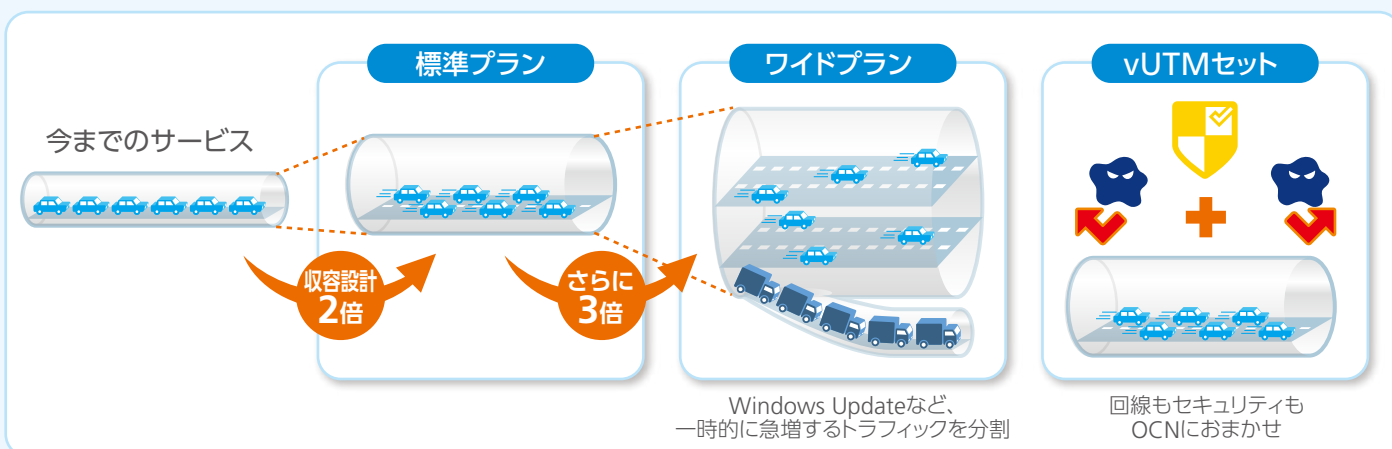 今までのサービス
標準プラン
収容設計
2倍
さらに
3倍
ワイドプラン
Windows Updateなど、
一時的に急増するトラフィックを分割
vUTMセット
回線もセキュリティも
OCNにおまかせ